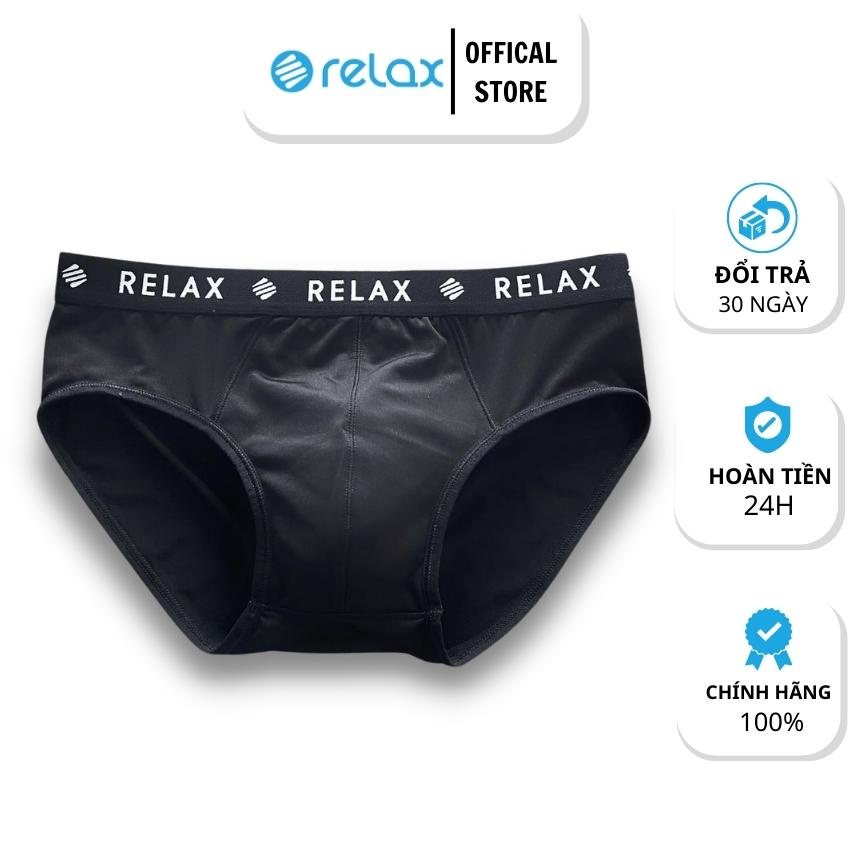 relax
OFFICAL
STORE
RELAX RELAX RELAX
ĐỔI TRẢ
30 NGÀY
HOÀN TIỀN
24H
CHÍNH HÃNG
100%